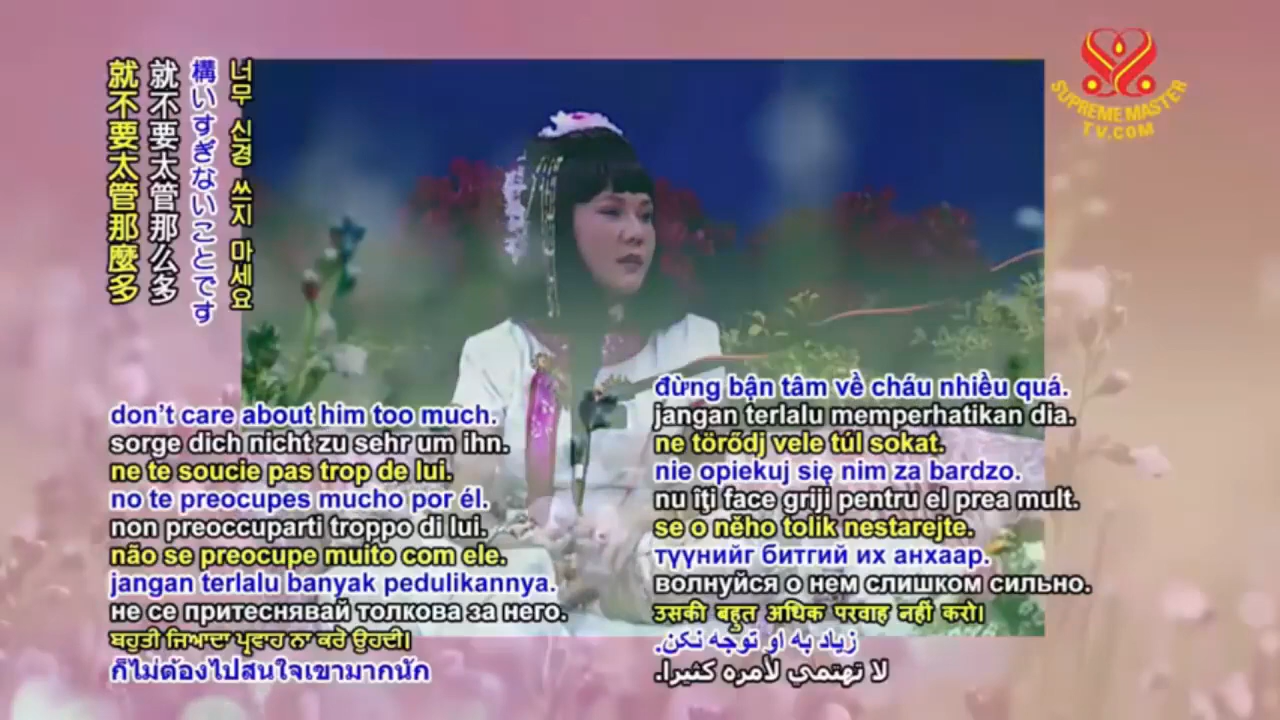 就不要太管那麼多
就不要太管那么多
構いすぎないことです
너무 신경 쓰지 마세요
SUPREME MASTER
TV.COM
don't care about him too much.
sorge dich nicht zu sehr um ihn.
ne te soucie pas trop de lui.
no te preocupes mucho por él.
non preoccuparti troppo di lui.
não se preocupe muito com ele.
jangan terlalu banyak pedulikannya.
не се притеснявай толкова за него.
ਬਹੁਤੀ ਜਿਆਦਾ ਪ੍ਰਵਾਹ ਨਾ ਕਰੋ ਉਹਦੀ।
ก็ไม่ต้องไปสนใจเขามากนัก
đừng bận tâm về cháu nhiều quá.
jangan terlalu memperhatikan dia.
ne törődj vele túl sokat.
nie opiekuj się nim za bardzo.
nu îţi face griji pentru el prea mult.
se o něho tolik nestarejte.
түүнийг битгий их анхаар.
волнуйся о нем слишком сильно.
उसकी बहुत अधिक परवाह नहीं करो।
زیاد به او توجه نکن.
لا تهتمي لأمره كثيرا.